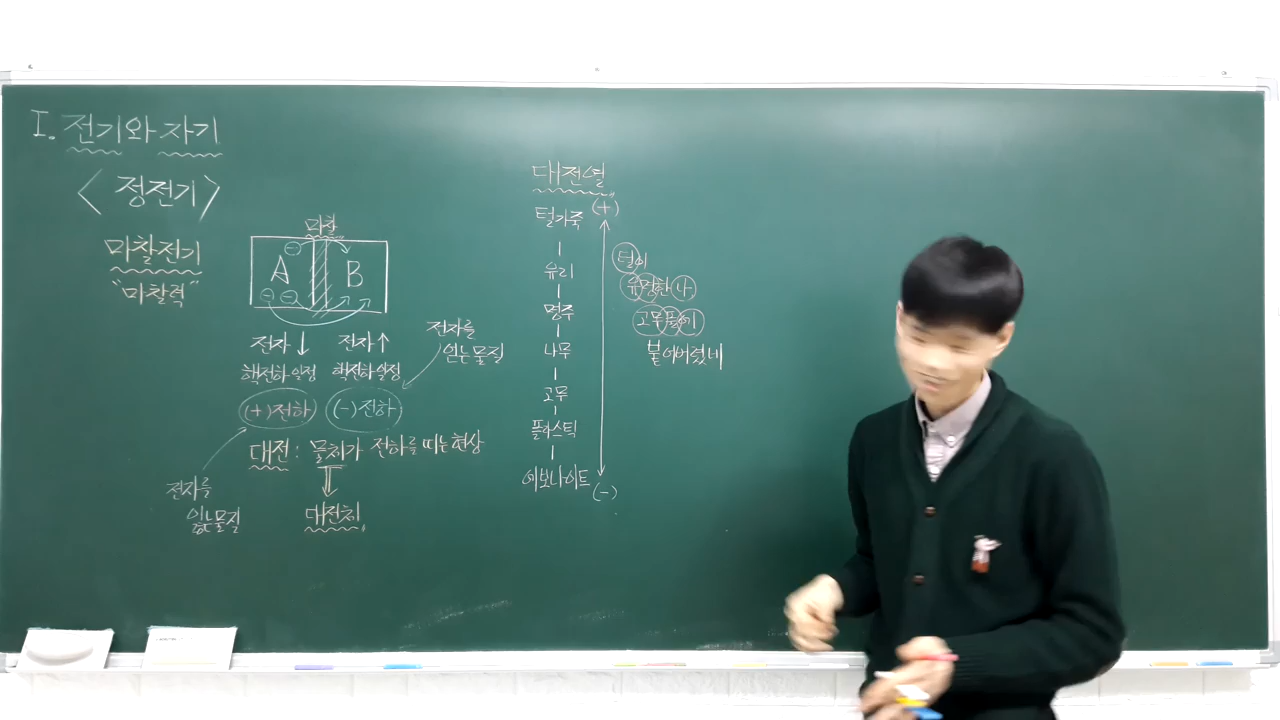 I. 전기와 자기
<정전기>
마찰전기
"마찰력"
마찰
A B
전자↓ 전자↑
핵전하 일정 핵전하 일정
(+)전하 (-)전하
전자를
얻는 물질
대전: 물체가 전하를 띠는 현상
대전체
전자를
잃는 물질
대전열
(+)
털가죽
유리
명주
나무
고무
플라스틱
에보나이트
(-)
털이
유명한 나
고무풀에
붙어버렸네